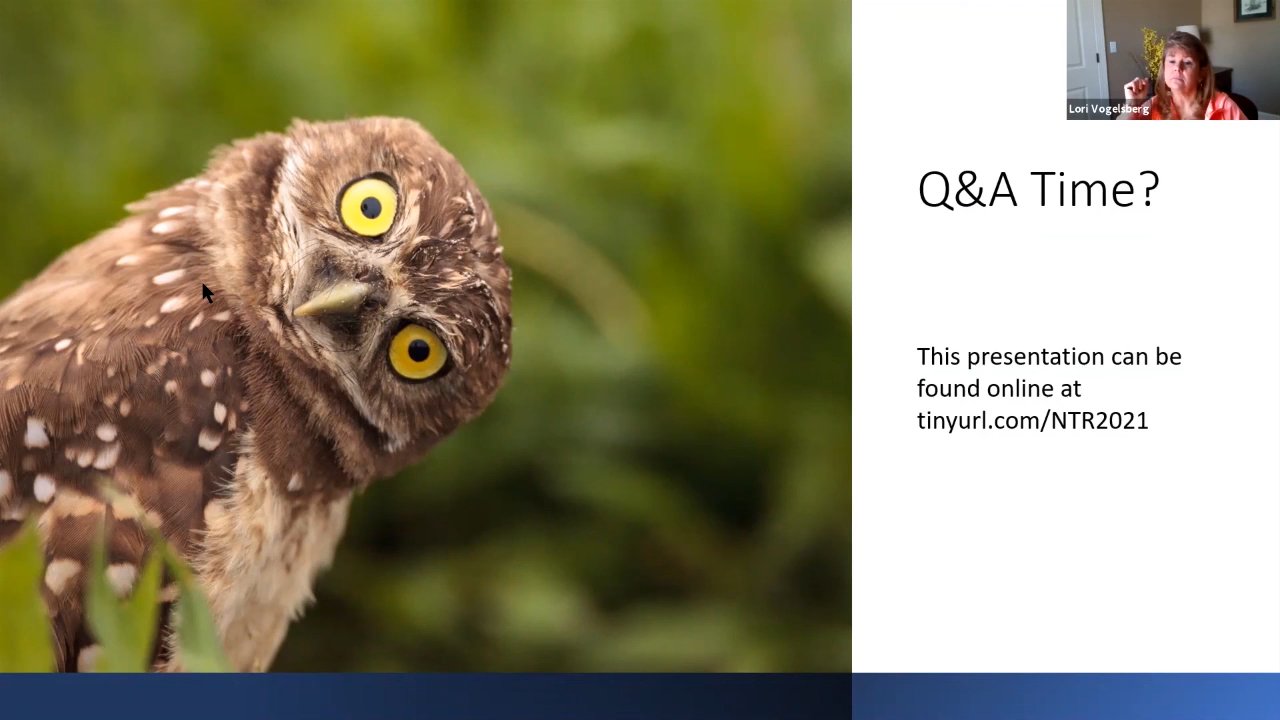 Lori Vogelsberg
Q&A Time?
This presentation can be
found online at
tinyurl.com/NTR2021